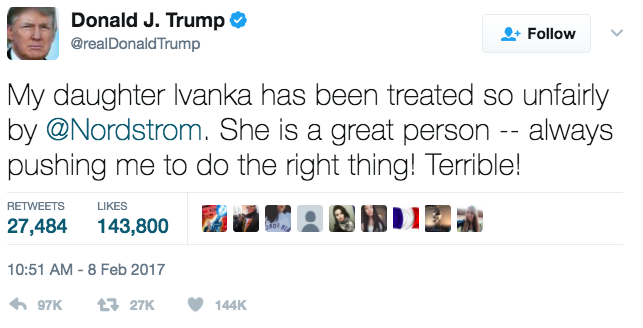 Donald J. Trump
@realDonaldTrump
Follow
My daughter Ivanka has been treated so unfairly
by @Nordstrom. She is a great person -- always
pushing me to do the right thing! Terrible!
RETWEETS LIKES
27,484 143,800
10:51 AM - 8 Feb 2017
97K 27K 144K